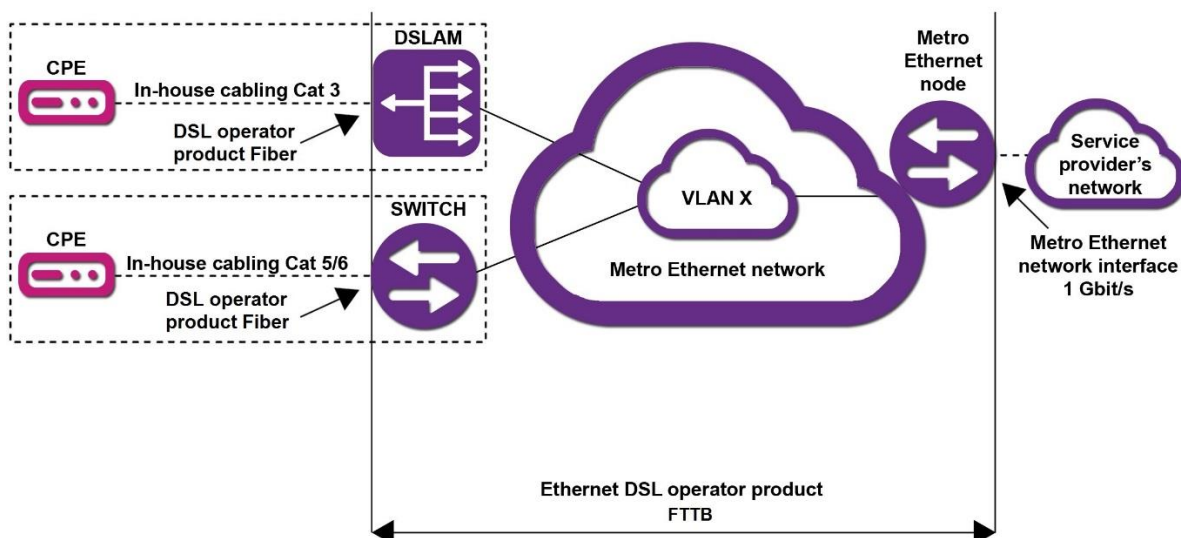 CPE
In-house cabling Cat 3
DSL operator
product Fiber
DSLAM
CPE
In-house cabling Cat 5/6
DSL operator
product Fiber
SWITCH
VLAN X
Metro Ethernet network
Metro
Ethernet
node
Service
provider's
network
Metro Ethernet
network interface
1 Gbit/s
Ethernet DSL operator product
FTTB